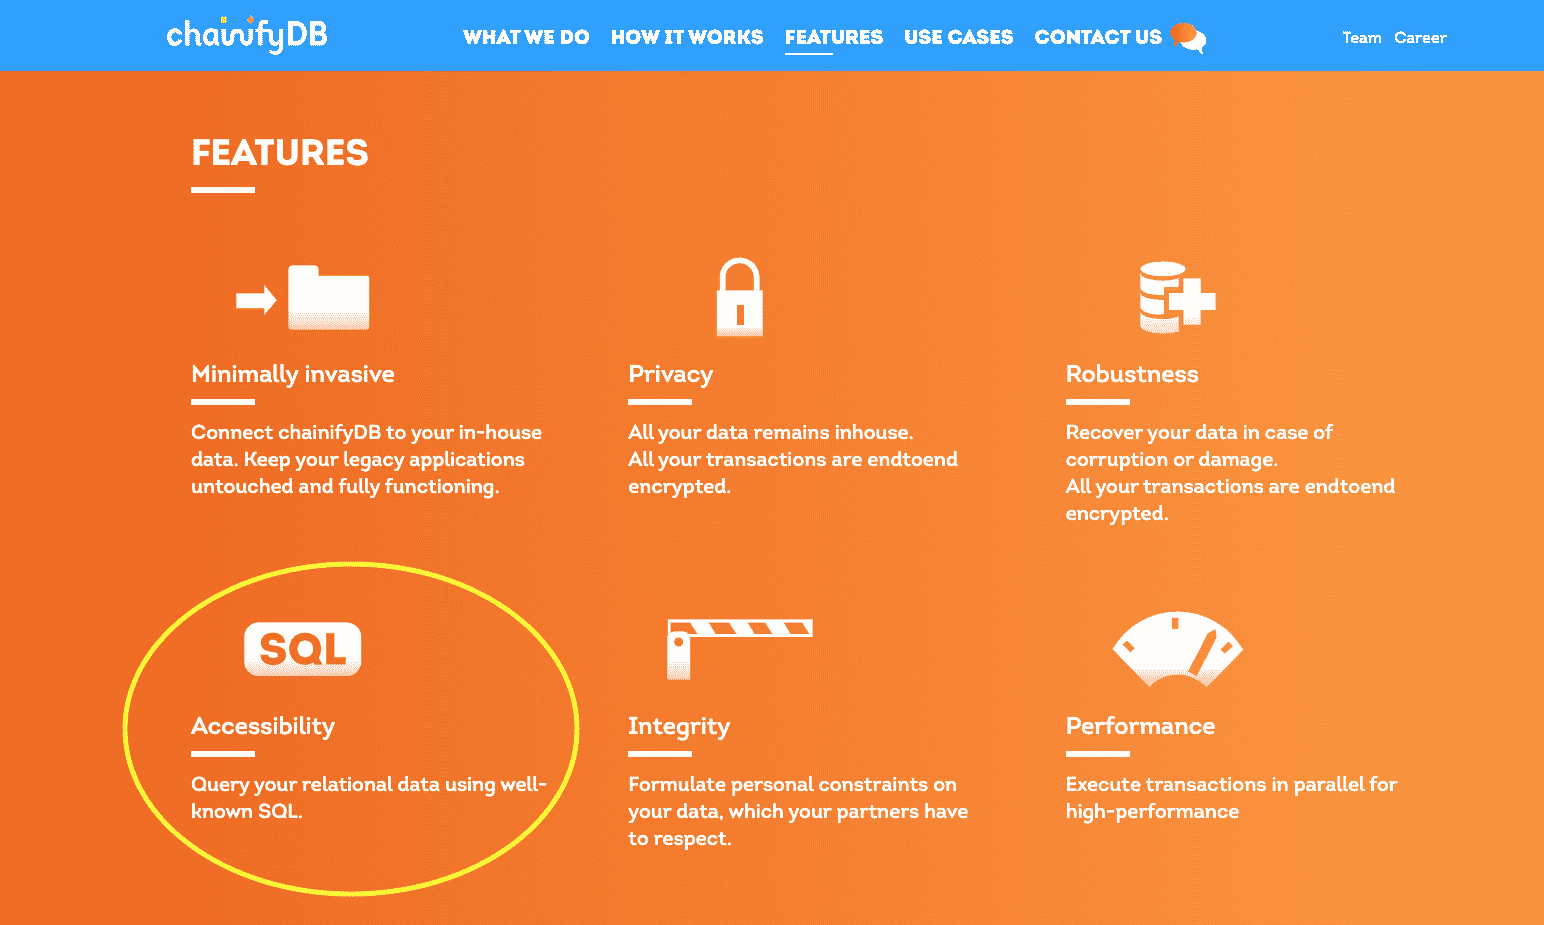 chainifyDB
WHAT WE DO HOW IT WORKS FEATURES USE CASES CONTACT US
Team Career
FEATURES
Minimally invasive
Connect chainifyDB to your in-house
data. Keep your legacy applications
untouched and fully functioning.
Privacy
All your data remains inhouse.
All your transactions are endtoend
encrypted.
Robustness
Recover your data in case of
corruption or damage.
All your transactions are endtoend
encrypted.
SQL
Accessibility
Query your relational data using well-
known SQL.
Integrity
Formulate personal constraints on
your data, which your partners have
to respect.
Performance
Execute transactions in parallel for
high-performance